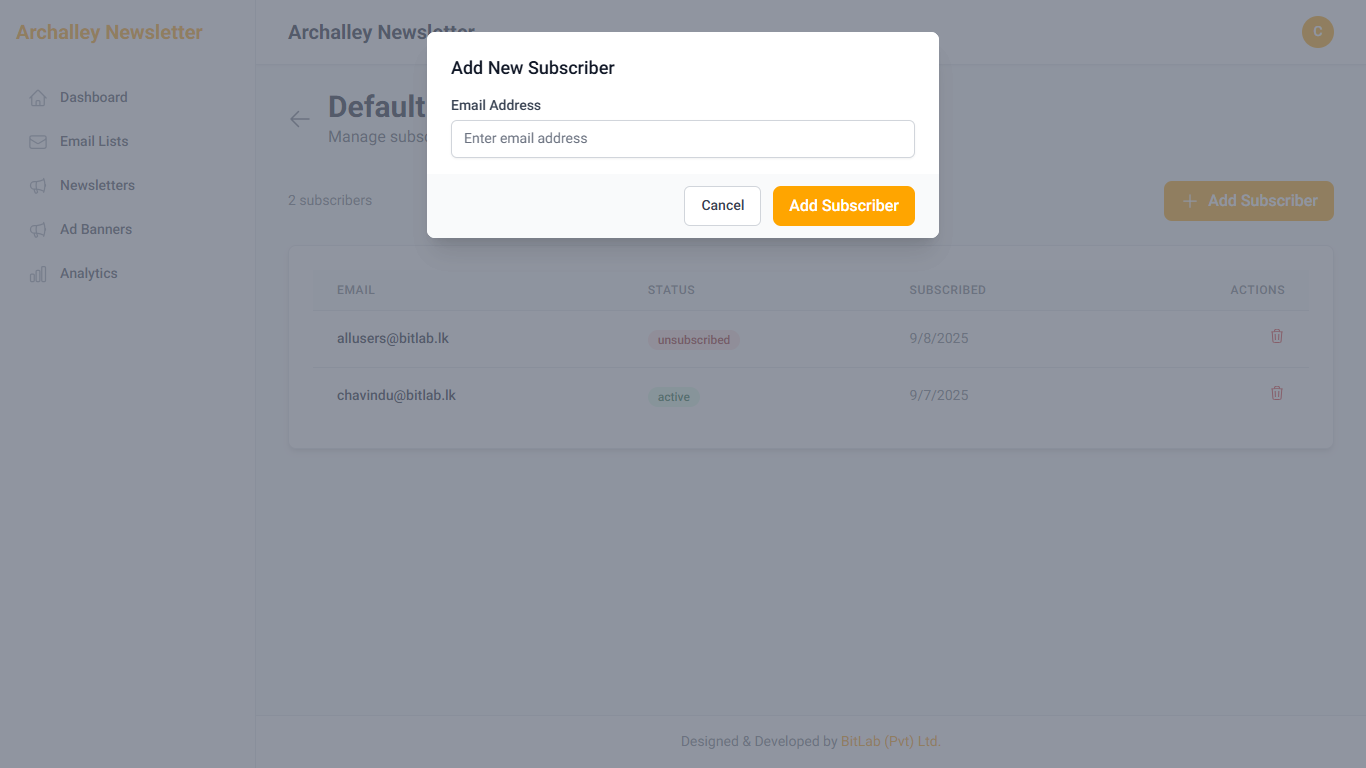 Archalley Newsletter
Dashboard
Email Lists
Newsletters
Ad Banners
Analytics
Archalley Newsletter
C
Default
Manage subsc
2 subscribers
Add Subscriber
Add New Subscriber
Email Address
Enter email address
Cancel
Add Subscriber
EMAIL STATUS SUBSCRIBED ACTIONS
allusers@bitlab.lk unsubscribed 9/8/2025
chavindu@bitlab.lk active 9/7/2025
Designed & Developed by BitLab (Pvt) Ltd.